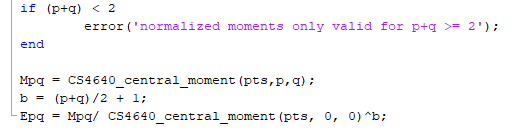 if (p+q) < 2
error('normalized moments only valid for p+q >= 2');
end
Mpq = CS4640_central_moment(pts,p,q);
b = (p+q)/2 + 1;
Epq = Mpq/ CS4640_central_moment(pts, 0, 0)^b;